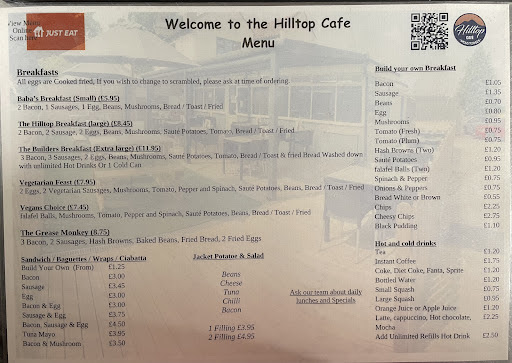 View Menu
Online
Scan here
JUST EAT
Welcome to the Hilltop Cafe
Menu
Hilltop
CAFE
Breakfasts
All eggs are Cooked fried, If you wish to change to scrambled, please ask at time of ordering.
Baba's Breakfast (Small) (£5.95)
2 Bacon, 1 Sausages, 1 Egg, Beans, Mushrooms, Bread / Toast / Fried
The Hilltop Breakfast (large) (£8.45)
2 Bacon, 2 Sausage, 2 Eggs, Beans, Mushrooms, Sauté Potatoes, Tomato, Bread / Toast / Fried
The Builders Breakfast (Extra large) (£11.95)
3 Bacon, 3 Sausages, 2 Eggs, Beans, Mushrooms, Sautés Potatoes, Tomato, Bread / Toast & fried Bread Washed down
with unlimited Hot Drinks Or 1 Cold Can
Vegetarian Feast (£7.95)
2 Eggs, 2 Vegetarian Sausages, Mushrooms, Tomato, Pepper and Spinach, Sauté Potatoes, Beans, Bread / Toast / Fried
Vegans Choice (£7.45)
falafel Balls, Mushrooms, Tomato, Pepper and Spinach, Sauté Potatoes, Beans, Bread / Toast / Fried
The Grease Monkey (8.75)
3 Bacon, 2 Sausages, Hash Browns, Baked Beans, Fried Bread, 2 Fried Eggs
Sandwich / Baguettes / Wraps / Ciabatta
Build Your Own (From) £1.25
Bacon £3.00
Sausage £3.45
Egg £3.00
Bacon & Egg £3.00
Sausage & Egg £3.75
Bacon, Sausage & Egg £4.50
Tuna Mayo £3.95
Bacon & Mushroom £3.50
Jacket Potator & Salad
Beans
Cheese
Tuna
Chilli
Bacon
1 Filling £3.95
2 Filling £4.95
Ask our team about daily
lunches and Specials
Build your own Breakfast
Bacon £1.05
Sausage £1.35
Beans £0.70
Egg £0.80
Mushrooms £0.95
Tomato (Fresh) £0.75
Tomato (Plum) £0.75
Hash Browns (Two) £1.20
Sauté Potatoes £0.95
falafel Balls (Two) £1.20
Spinach & Pepper £0.75
Onions & Peppers £0.75
Bread White or Brown £0.55
Chips £2.25
Cheesy Chips £2.75
Black Pudding £1.10
Hot and cold drinks
Tea £1.20
Instant Coffee £1.75
Coke, Diet Coke, Fanta, Sprite £1.20
Bottled Water £1.20
Small Squash £0.75
Large Squash £0.95
Orange Juice or Apple Juice £1.20
Latte, cappuccino, Hot chocolate, £2.25
Mocha
Add Unlimited Refills Hot Drink £2.50